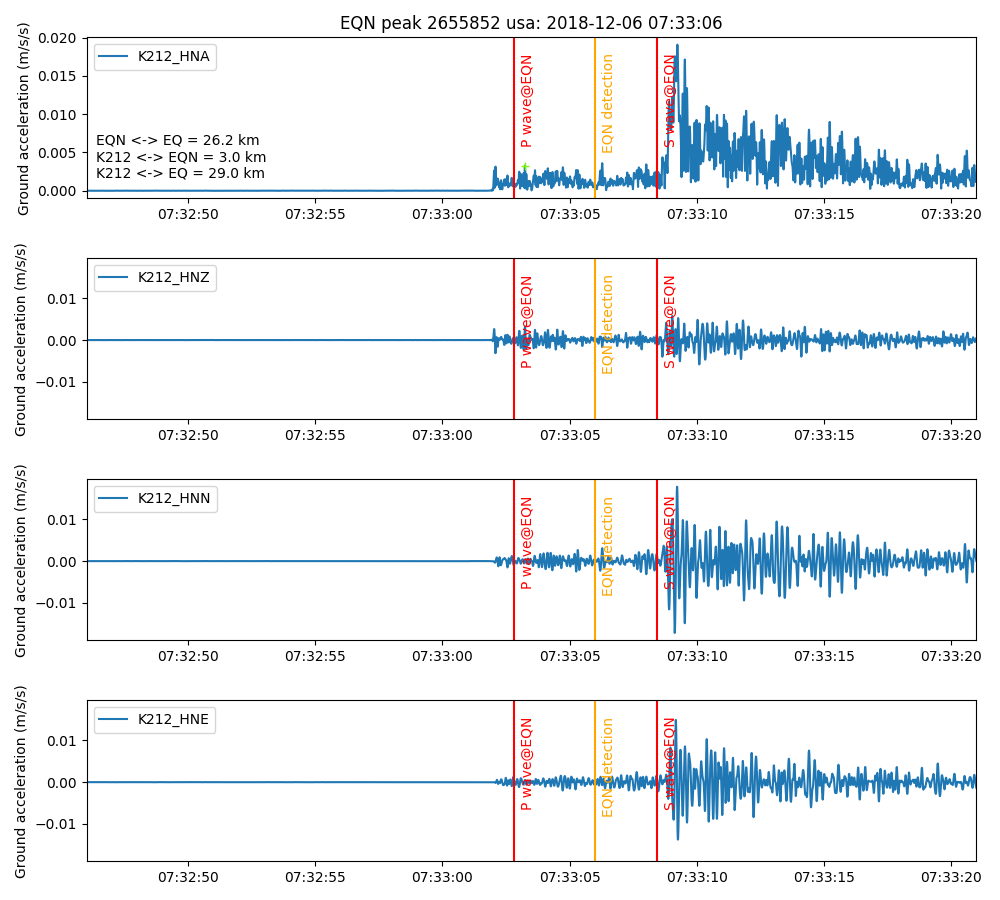 EQN peak 2655852 usa: 2018-12-06 07:33:06
Ground acceleration (m/s/s)
0.020
0.015
0.010
0.005
0.000
K212_HNA
EQN <-> EQ = 26.2 km
K212 <-> EQN = 3.0 km
K212 <-> EQ = 29.0 km
P wave@EQN
EQN detection
S wave@EQN
07:32:50 07:32:55 07:33:00 07:33:05 07:33:10 07:33:15 07:33:20
Ground acceleration (m/s/s)
0.01
0.00
−0.01
K212_HNZ
P wave@EQN
EQN detection
S wave@EQN
07:32:50 07:32:55 07:33:00 07:33:05 07:33:10 07:33:15 07:33:20
Ground acceleration (m/s/s)
0.01
0.00
−0.01
K212_HNN
P wave@EQN
EQN detection
S wave@EQN
07:32:50 07:32:55 07:33:00 07:33:05 07:33:10 07:33:15 07:33:20
Ground acceleration (m/s/s)
0.01
0.00
−0.01
K212_HNE
P wave@EQN
EQN detection
S wave@EQN
07:32:50 07:32:55 07:33:00 07:33:05 07:33:10 07:33:15 07:33:20